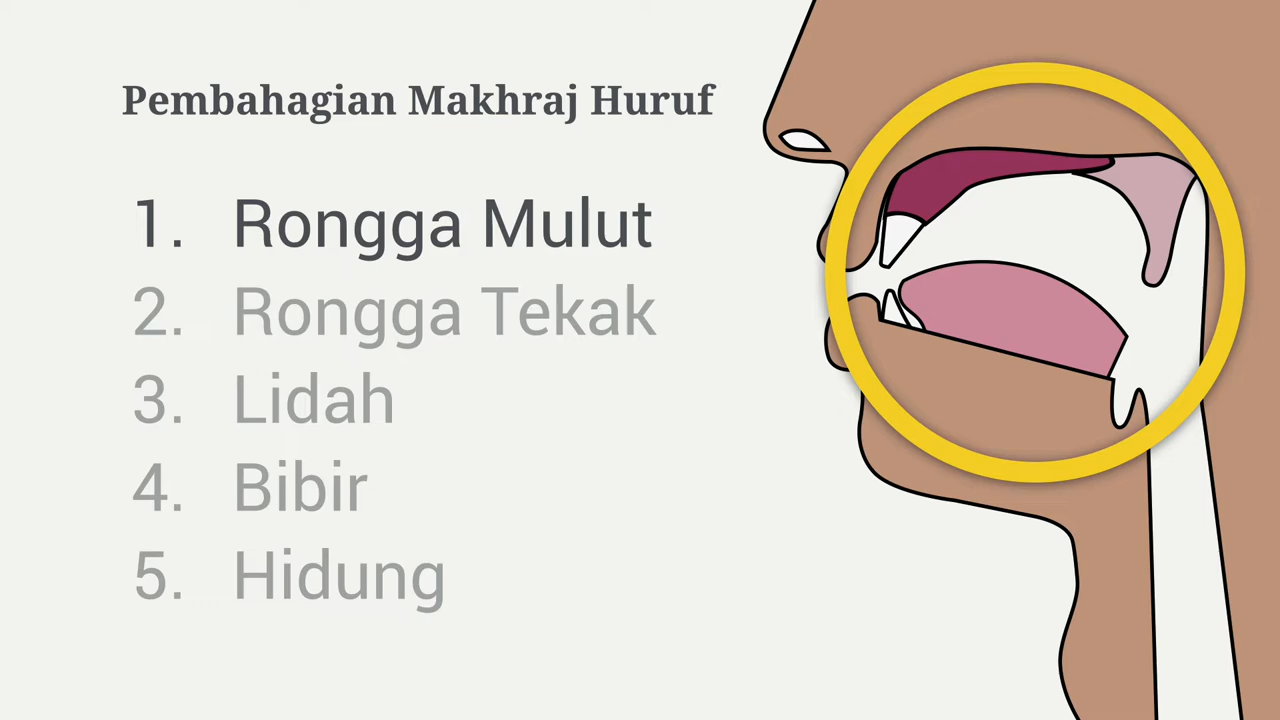 Pembahagian Makhraj Huruf
1. Rongga Mulut
2. Rongga Tekak
3. Lidah
4. Bibir
5. Hidung